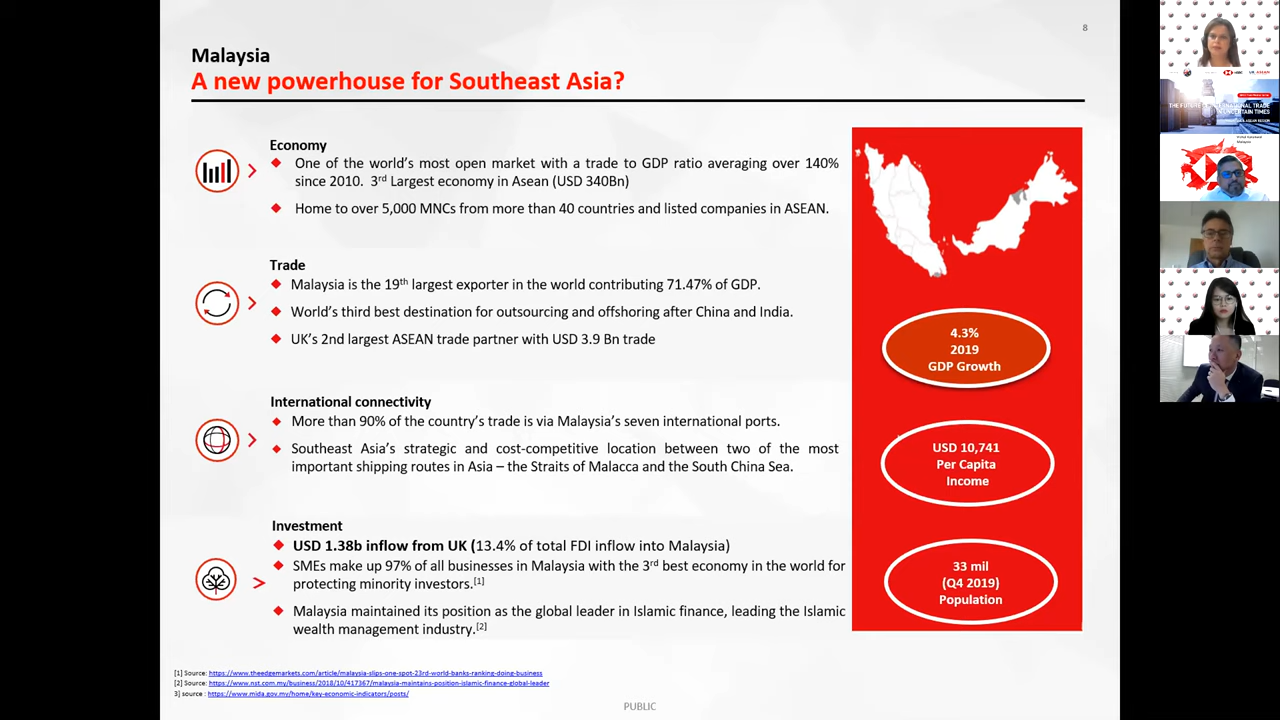 8
Malaysia
A new powerhouse for Southeast Asia?
Economy
One of the world's most open market with a trade to GDP ratio averaging over 140%
since 2010. 3rd Largest economy in Asean (USD 340Bn)
Home to over 5,000 MNCs from more than 40 countries and listed companies in ASEAN.
Trade
Malaysia is the 19th largest exporter in the world contributing 71.47% of GDP.
World's third best destination for outsourcing and offshoring after China and India.
UK's 2nd largest ASEAN trade partner with USD 3.9 Bn trade
International connectivity
More than 90% of the country's trade is via Malaysia's seven international ports.
Southeast Asia's strategic and cost-competitive location between two of the most
important shipping routes in Asia – the Straits of Malacca and the South China Sea.
Investment
USD 1.38b inflow from UK (13.4% of total FDI inflow into Malaysia)
SMEs make up 97% of all businesses in Malaysia with the 3rd best economy in the world for
protecting minority investors.[1]
Malaysia maintained its position as the global leader in Islamic finance, leading the Islamic
wealth management industry.[2]
4.3%
2019
GDP Growth
USD 10,741
Per Capita
Income
33 mil
(Q4 2019)
Population
[1] Source: https://www.theedgemarkets.com/article/malaysia-slips-one-spot-23rd-world-banks-ranking-doing-business
[2] Source: https://www.nst.com.my/business/2018/10/417367/malaysia-maintains-position-islamic-finance-global-leader
3] source : https://www.mida.gov.my/home/key-economic-indicators/posts/
PUBLIC
THE FUTURE OF INTERNATIONAL TRADE
IN UNCERTAIN TIMES